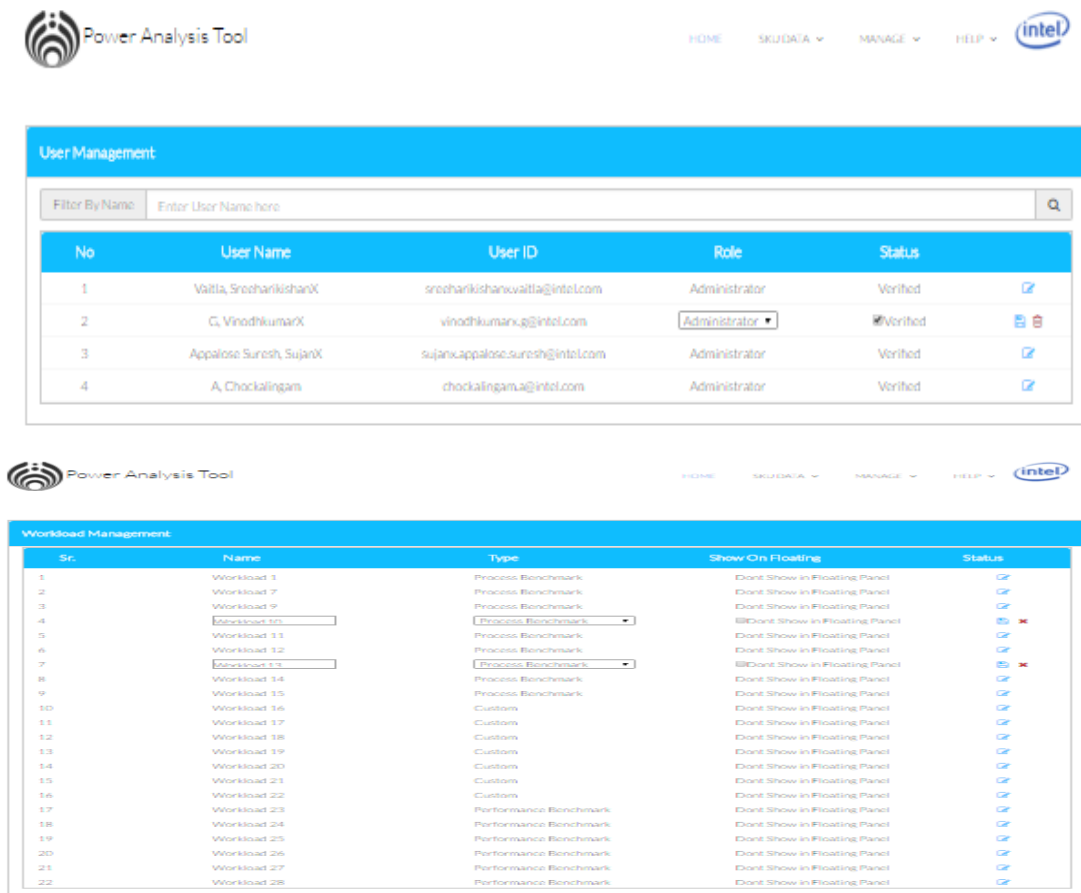 Power Analysis Tool HOME SKU DATA MANAGE HELP intel
User Management
Filter By Name Enter User Name here
No User Name User ID Role Status
1 Vaitla, SreeharikishanX sreeharikishanx.vaitla@intel.com Administrator Verified
2 G, VinodhkumarX vinodhkumarx.g@intel.com Administrator Verified
3 Appalose Suresh, SujanX sujanx.appalose.suresh@intel.com Administrator Verified
4 A, Chockalingam chockalingam.a@intel.com Administrator Verified
Power Analysis Tool HOME SKU DATA MANAGE HELP intel
Workload Management
Sr. Name Type Show On Floating Status
1 Workload 1 Process Benchmark Dont Show in Floating Panel
2 Workload 7 Process Benchmark Dont Show in Floating Panel
3 Workload 9 Process Benchmark Dont Show in Floating Panel
4 Workload 10 Process Benchmark Dont Show in Floating Panel
5 Workload 11 Process Benchmark Dont Show in Floating Panel
6 Workload 12 Process Benchmark Dont Show in Floating Panel
7 Workload 13 Process Benchmark Dont Show in Floating Panel
8 Workload 14 Process Benchmark Dont Show in Floating Panel
9 Workload 15 Process Benchmark Dont Show in Floating Panel
10 Workload 16 Custom Dont Show in Floating Panel
11 Workload 17 Custom Dont Show in Floating Panel
12 Workload 18 Custom Dont Show in Floating Panel
13 Workload 19 Custom Dont Show in Floating Panel
14 Workload 20 Custom Dont Show in Floating Panel
15 Workload 21 Custom Dont Show in Floating Panel
16 Workload 22 Custom Dont Show in Floating Panel
17 Workload 23 Performance Benchmark Dont Show in Floating Panel
18 Workload 24 Performance Benchmark Dont Show in Floating Panel
19 Workload 25 Performance Benchmark Dont Show in Floating Panel
20 Workload 26 Performance Benchmark Dont Show in Floating Panel
21 Workload 27 Performance Benchmark Dont Show in Floating Panel
22 Workload 28 Performance Benchmark Dont Show in Floating Panel